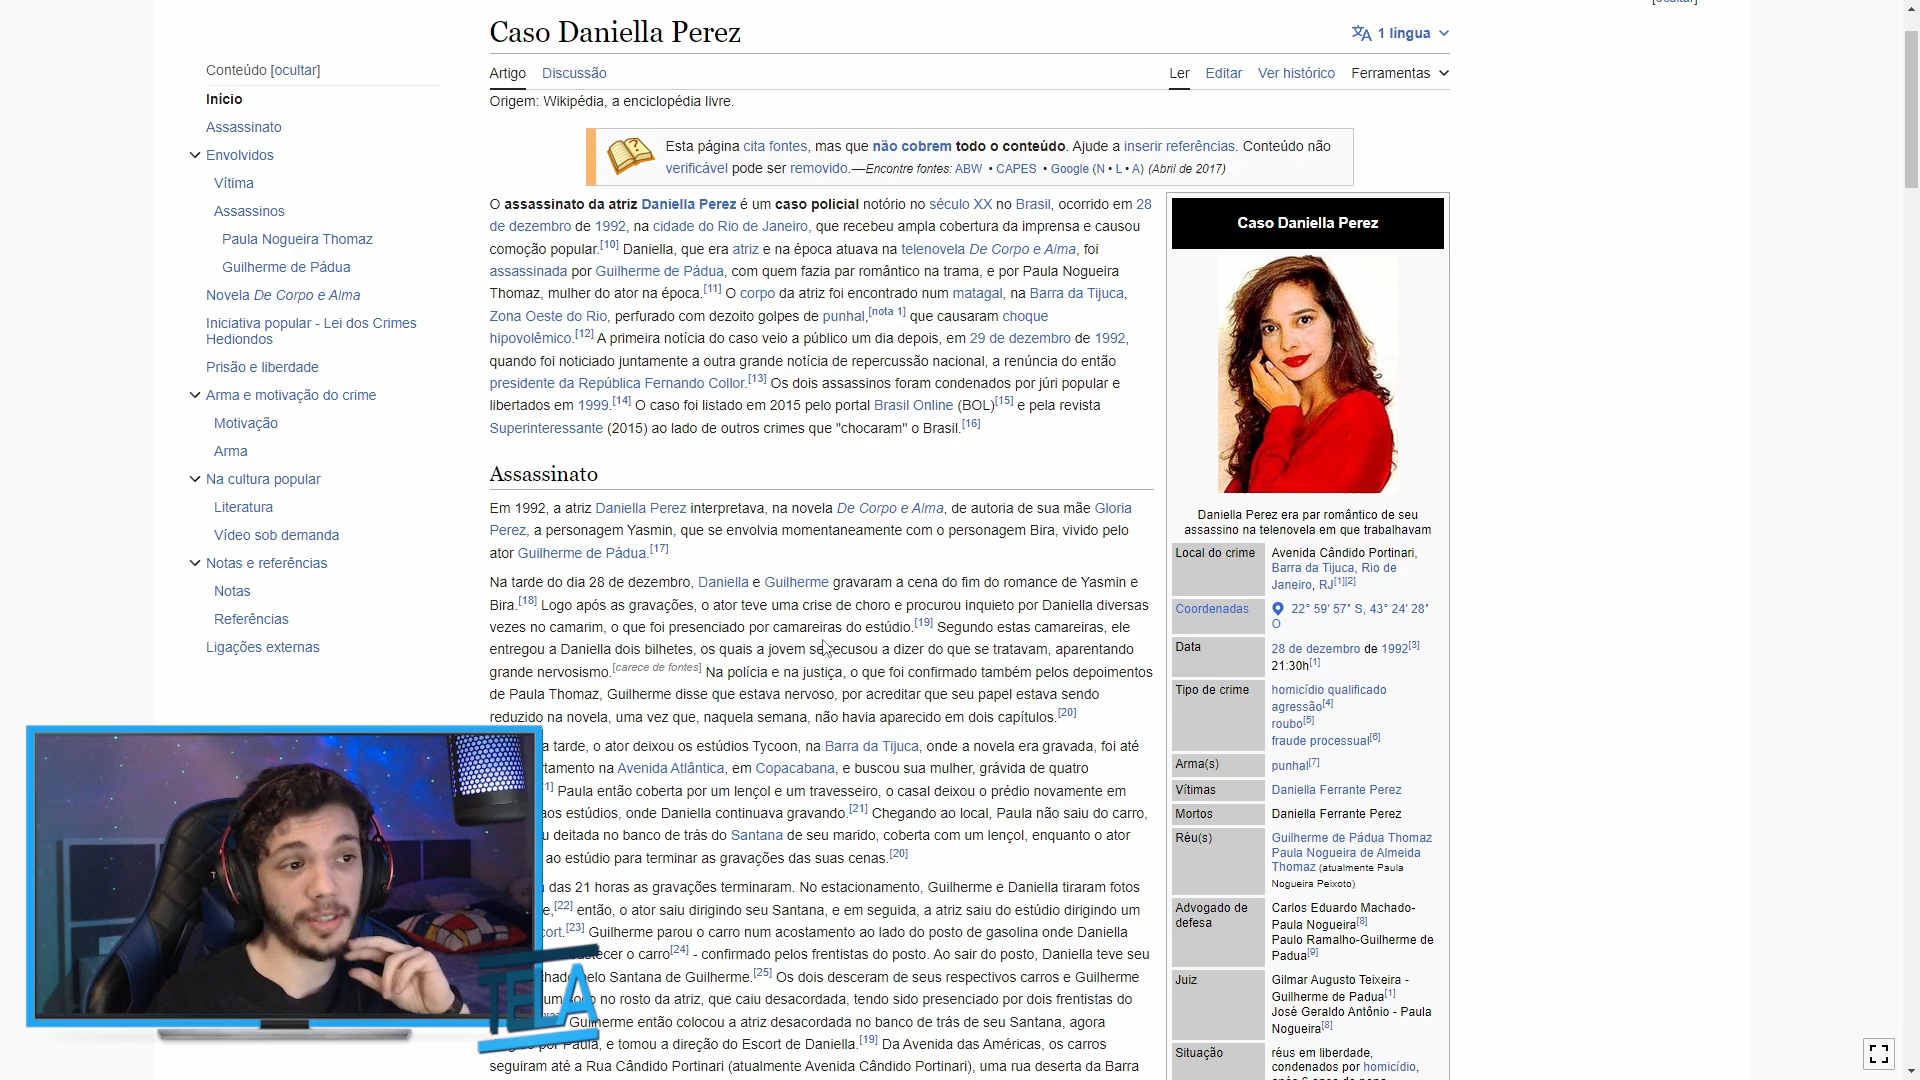 [ocultar]
Caso Daniella Perez
1 língua
Conteúdo [ocultar]
Início
Assassinato
Envolvidos
Vítima
Assassinos
Paula Nogueira Thomaz
Guilherme de Pádua
Novela De Corpo e Alma
Iniciativa popular - Lei dos Crimes
Hediondos
Prisão e liberdade
Arma e motivação do crime
Motivação
Arma
Na cultura popular
Literatura
Vídeo sob demanda
Notas e referências
Notas
Referências
Ligações externas
Artigo Discussão Ler Editar Ver histórico Ferramentas
Origem: Wikipédia, a enciclopédia livre.
Esta página cita fontes, mas que não cobrem todo o conteúdo. Ajude a inserir referências. Conteúdo não
verificável pode ser removido.—Encontre fontes: ABW • CAPES • Google (N • L • A) (Abril de 2017)
O assassinato da atriz Daniella Perez é um caso policial notório no século XX no Brasil, ocorrido em 28
de dezembro de 1992, na cidade do Rio de Janeiro, que recebeu ampla cobertura da imprensa e causou
comoção popular.[10] Daniella, que era atriz e na época atuava na telenovela De Corpo e Alma, foi
assassinada por Guilherme de Pádua, com quem fazia par romântico na trama, e por Paula Nogueira
Thomaz, mulher do ator na época.[11] O corpo da atriz foi encontrado num matagal, na Barra da Tijuca,
Zona Oeste do Rio, perfurado com dezoito golpes de punhal,[nota 1] que causaram choque
hipovolêmico.[12] A primeira notícia do caso veio a público um dia depois, em 29 de dezembro de 1992,
quando foi noticiado juntamente a outra grande notícia de repercussão nacional, a renúncia do então
presidente da República Fernando Collor.[13] Os dois assassinos foram condenados por júri popular e
libertados em 1999.[14] O caso foi listado em 2015 pelo portal Brasil Online (BOL)[15] e pela revista
Superinteressante (2015) ao lado de outros crimes que "chocaram" o Brasil.[16]
Assassinato
Em 1992, a atriz Daniella Perez interpretava, na novela De Corpo e Alma, de autoria de sua mãe Gloria
Perez, a personagem Yasmin, que se envolvia momentaneamente com o personagem Bira, vivido pelo
ator Guilherme de Pádua.[17]
Na tarde do dia 28 de dezembro, Daniella e Guilherme gravaram a cena do fim do romance de Yasmin e
Bira.[18] Logo após as gravações, o ator teve uma crise de choro e procurou inquieto por Daniella diversas
vezes no camarim, o que foi presenciado por camareiras do estúdio.[19] Segundo estas camareiras, ele
entregou a Daniella dois bilhetes, os quais a jovem se recusou a dizer do que se tratavam, aparentando
grande nervosismo.[carece de fontes] Na polícia e na justiça, o que foi confirmado também pelos depoimentos
de Paula Thomaz, Guilherme disse que estava nervoso, por acreditar que seu papel estava sendo
reduzido na novela, uma vez que, naquela semana, não havia aparecido em dois capítulos.[20]
a tarde, o ator deixou os estúdios Tycoon, na Barra da Tijuca, onde a novela era gravada, foi até
rtamento na Avenida Atlântica, em Copacabana, e buscou sua mulher, grávida de quatro
1] Paula então coberta por um lençol e um travesseiro, o casal deixou o prédio novamente em
aos estúdios, onde Daniella continuava gravando.[21] Chegando ao local, Paula não saiu do carro,
u deitada no banco de trás do Santana de seu marido, coberta com um lençol, enquanto o ator
ao estúdio para terminar as gravações das suas cenas.[20]
das 21 horas as gravações terminaram. No estacionamento, Guilherme e Daniella tiraram fotos
e,[22] então, o ator saiu dirigindo seu Santana, e em seguida, a atriz saiu do estúdio dirigindo um
ort.[23] Guilherme parou o carro num acostamento ao lado do posto de gasolina onde Daniella
tecer o carro[24] - confirmado pelos frentistas do posto. Ao sair do posto, Daniella teve seu
hado pelo Santana de Guilherme.[25] Os dois desceram de seus respectivos carros e Guilherme
um soco no rosto da atriz, que caiu desacordada, tendo sido presenciado por dois frentistas do
Guilherme então colocou a atriz desacordada no banco de trás de seu Santana, agora
por Paula, e tomou a direção do Escort de Daniella.[19] Da Avenida das Américas, os carros
seguiram até a Rua Cândido Portinari (atualmente Avenida Cândido Portinari), uma rua deserta da Barra
Caso Daniella Perez
Daniella Perez era par romântico de seu
assassino na telenovela em que trabalhavam
Local do crime Avenida Cândido Portinari,
Barra da Tijuca, Rio de
Janeiro, RJ[1][2]
Coordenadas 22° 59′ 57″ S, 43° 24′ 28″
O
Data 28 de dezembro de 1992[3]
21:30h[1]
Tipo de crime homicídio qualificado
agressão[4]
roubo[5]
fraude processual[6]
Arma(s) punhal[7]
Vítimas Daniella Ferrante Perez
Mortos Daniella Ferrante Perez
Réu(s) Guilherme de Pádua Thomaz
Paula Nogueira de Almeida
Thomaz (atualmente Paula
Nogueira Peixoto)
Advogado de Carlos Eduardo Machado-
defesa Paula Nogueira[8]
Paulo Ramalho-Guilherme de
Padua[9]
Juiz Gilmar Augusto Teixeira -
Guilherme de Padua[1]
José Geraldo Antônio - Paula
Nogueira[8]
Situação réus em liberdade,
condenados por homicídio,
TELA